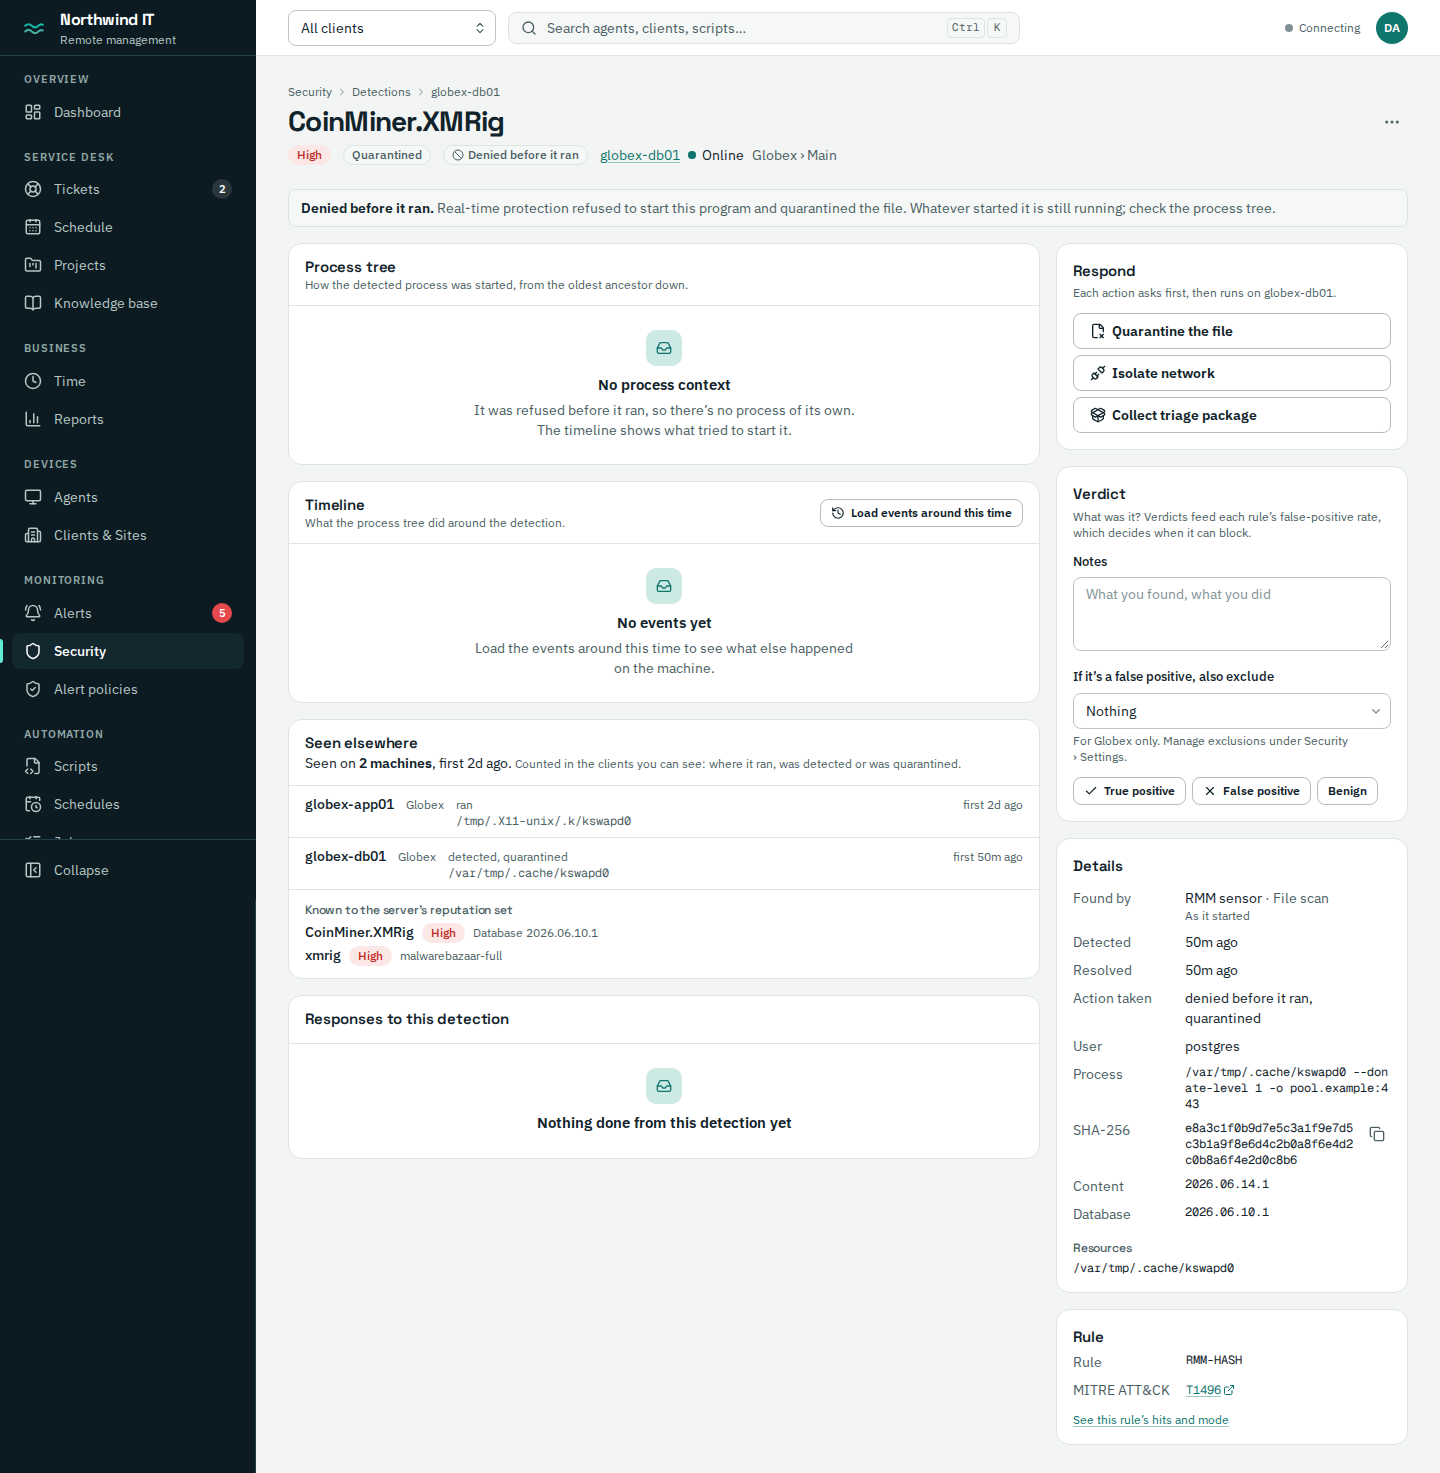 Northwind IT
Remote management
All clients
Search agents, clients, scripts...
Ctrl K
Connecting
DA
OVERVIEW
Dashboard
SERVICE DESK
Tickets 2
Schedule
Projects
Knowledge base
BUSINESS
Time
Reports
DEVICES
Agents
Clients & Sites
MONITORING
Alerts 5
Security
Alert policies
AUTOMATION
Scripts
Schedules
Collapse
Security > Detections > globex-db01
CoinMiner.XMRig
High Quarantined Denied before it ran globex-db01 Online Globex › Main
Denied before it ran. Real-time protection refused to start this program and quarantined the file. Whatever started it is still running; check the process tree.
Process tree
How the detected process was started, from the oldest ancestor down.
No process context
It was refused before it ran, so there’s no process of its own.
The timeline shows what tried to start it.
Timeline
What the process tree did around the detection.
Load events around this time
No events yet
Load the events around this time to see what else happened
on the machine.
Seen elsewhere
Seen on 2 machines, first 2d ago. Counted in the clients you can see: where it ran, was detected or was quarantined.
globex-app01 Globex ran first 2d ago
/tmp/.X11-unix/.k/kswapd0
globex-db01 Globex detected, quarantined first 50m ago
/var/tmp/.cache/kswapd0
Known to the server’s reputation set
CoinMiner.XMRig High Database 2026.06.10.1
xmrig High malwarebazaar-full
Responses to this detection
Nothing done from this detection yet
Respond
Each action asks first, then runs on globex-db01.
Quarantine the file
Isolate network
Collect triage package
Verdict
What was it? Verdicts feed each rule’s false-positive rate,
which decides when it can block.
Notes
What you found, what you did
If it’s a false positive, also exclude
Nothing
For Globex only. Manage exclusions under Security
› Settings.
True positive False positive Benign
Details
Found by RMM sensor · File scan
As it started
Detected 50m ago
Resolved 50m ago
Action taken denied before it ran,
quarantined
User postgres
Process /var/tmp/.cache/kswapd0 --don
ate-level 1 -o pool.example:4
43
SHA-256 e8a3c1f0b9d7e5c3a1f9e7d5
c3b1a9f8e6d4c2b0a8f6e4d2
c0b8a6f4e2d0c8b6
Content 2026.06.14.1
Database 2026.06.10.1
Resources
/var/tmp/.cache/kswapd0
Rule
Rule RMM-HASH
MITRE ATT&CK T1496
See this rule’s hits and mode